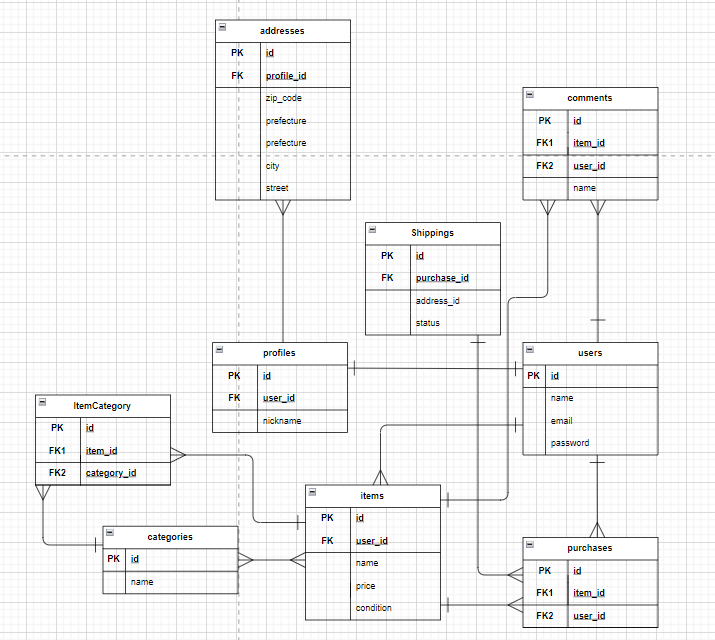 addresses
PK id
FK profile_id
zip_code
prefecture
prefecture
city
street
comments
PK id
FK1 item_id
FK2 user_id
name
Shippings
PK id
FK purchase_id
address_id
status
profiles
PK id
FK user_id
nickname
users
PK id
name
email
password
ItemCategory
PK id
FK1 item_id
FK2 category_id
items
PK id
FK user_id
name
price
condition
categories
PK id
name
purchases
PK id
FK1 item_id
FK2 user_id